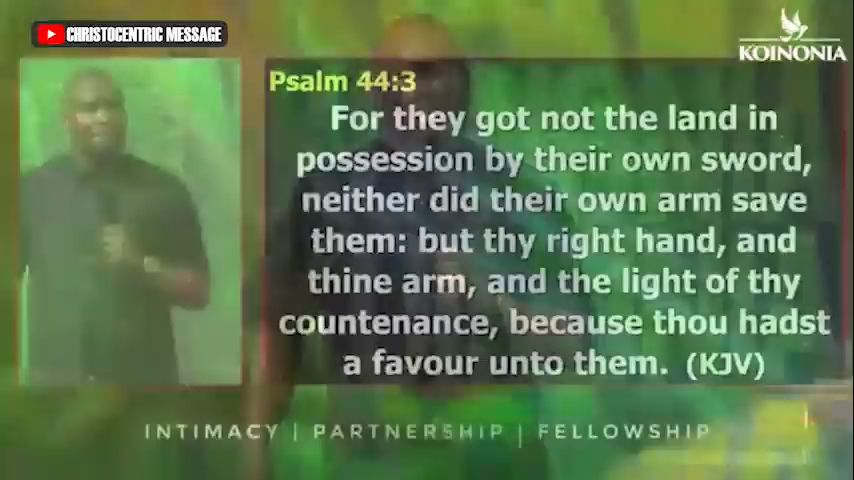 CHRISTOCENTRIC MESSAGE
KOINONIA
Psalm 44:3
For they got not the land in
possession by their own sword,
neither did their own arm save
them: but thy right hand, and
thine arm, and the light of thy
countenance, because thou hadst
a favour unto them. (KJV)
INTIMACY | PARTNERSHIP | FELLOWSHIP